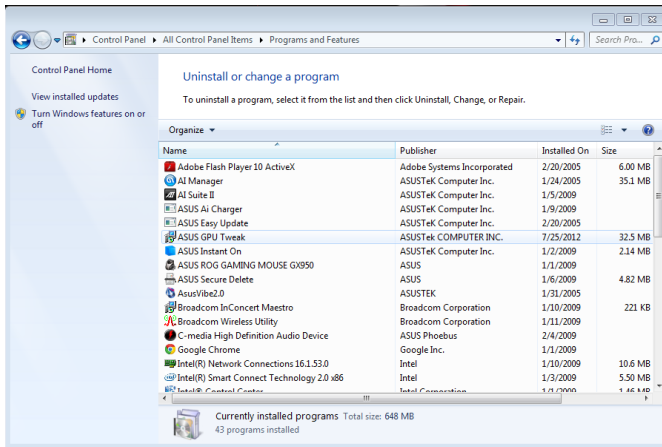 Control Panel All Control Panel Items Programs and Features
Search Pro...
Control Panel Home
View installed updates
Turn Windows features on or
off
Uninstall or change a program
To uninstall a program, select it from the list and then click Uninstall, Change, or Repair.
Organize
Name Publisher Installed On Size
Adobe Flash Player 10 ActiveX Adobe Systems Incorporated 2/20/2005 6.00 MB
AI Manager ASUSTeK Computer Inc. 1/24/2005 35.1 MB
AI Suite II ASUSTeK Computer Inc. 1/5/2009
ASUS Ai Charger ASUSTeK Computer Inc. 1/9/2009
ASUS Easy Update ASUSTeK Computer Inc. 2/20/2005
ASUS GPU Tweak ASUSTek COMPUTER INC. 7/25/2012 32.5 MB
ASUS Instant On ASUSTeK Computer Inc. 1/2/2009 2.14 MB
ASUS ROG GAMING MOUSE GX950 ASUS 1/1/2009
ASUS Secure Delete ASUS 1/6/2009 4.82 MB
AsusVibe2.0 ASUSTEK 1/31/2005
Broadcom InConcert Maestro Broadcom Corporation 1/10/2009 221 KB
Broadcom Wireless Utility Broadcom Corporation 1/11/2009
C-media High Definition Audio Device ASUS Phoebus 2/4/2009
Google Chrome Google Inc. 1/1/2009
Intel(R) Network Connections 16.1.53.0 Intel 1/10/2009 10.6 MB
Intel(R) Smart Connect Technology 2.0 x86 Intel 1/3/2009 5.50 MB
Intel® Control Center Intel Corporation 1/1/2009 1.46 MB
Currently installed programs Total size: 648 MB
43 programs installed